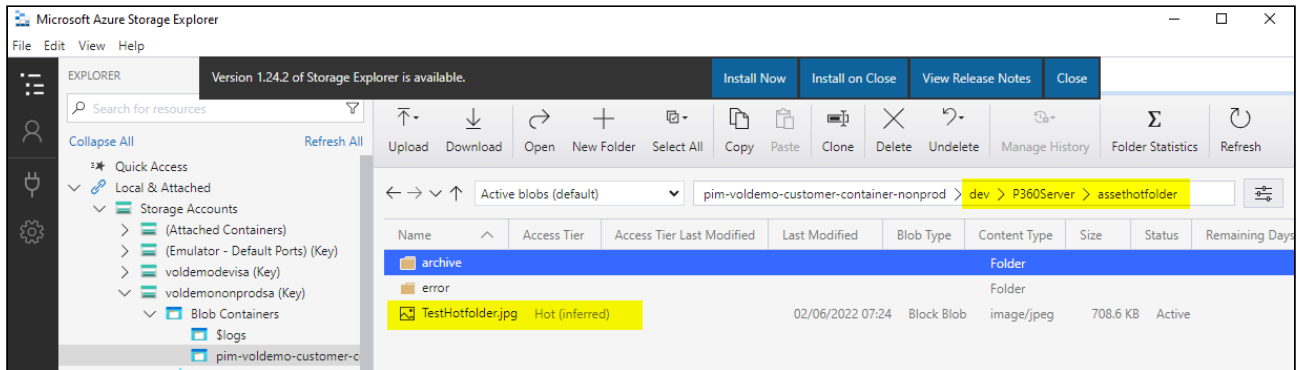 Microsoft Azure Storage Explorer
File Edit View Help
EXPLORER
Version 1.24.2 of Storage Explorer is available.
Install Now Install on Close View Release Notes Close
Search for resources
Collapse All Refresh All
Upload Download Open New Folder Select All Copy Paste Clone Delete Undelete Manage History Folder Statistics Refresh
Quick Access
Local & Attached
Storage Accounts
(Attached Containers)
(Emulator - Default Ports) (Key)
voldemodevisa (Key)
voldemononprodsa (Key)
Blob Containers
$logs
pim-voldemo-customer-c
Active blobs (default) pim-voldemo-customer-container-nonprod > dev > P360Server > assethotfolder
Name Access Tier Access Tier Last Modified Last Modified Blob Type Content Type Size Status Remaining Days
archive Folder
error Folder
TestHotfolder.jpg Hot (inferred) 02/06/2022 07:24 Block Blob image/jpeg 708.6 KB Active